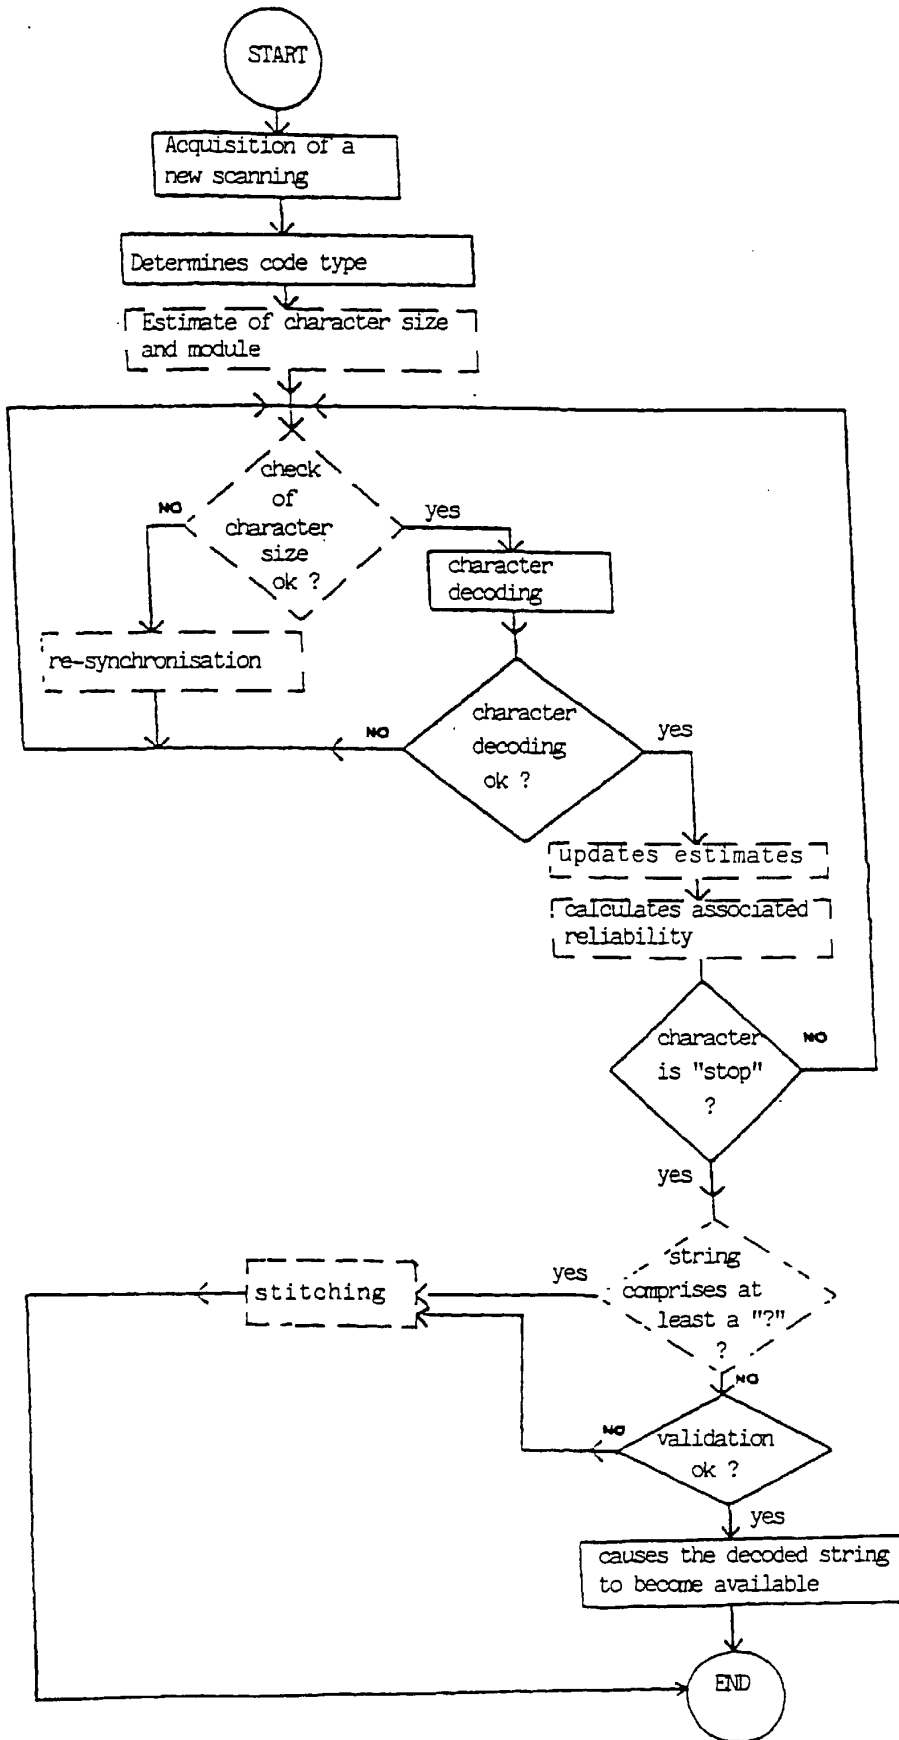 START
Acquisition of a
new scanning
Determines code type
Estimate of character size
and module
check
of
character
size
ok ?
NO
yes
character
decoding
re-synchronisation
character
decoding
ok ?
NO
yes
updates estimates
calculates associated
reliability
character
is "stop"
?
NO
yes
string
comprises at
least a "?"
?
yes
stitching
NO
validation
ok ?
NO
yes
causes the decoded string
to become available
END